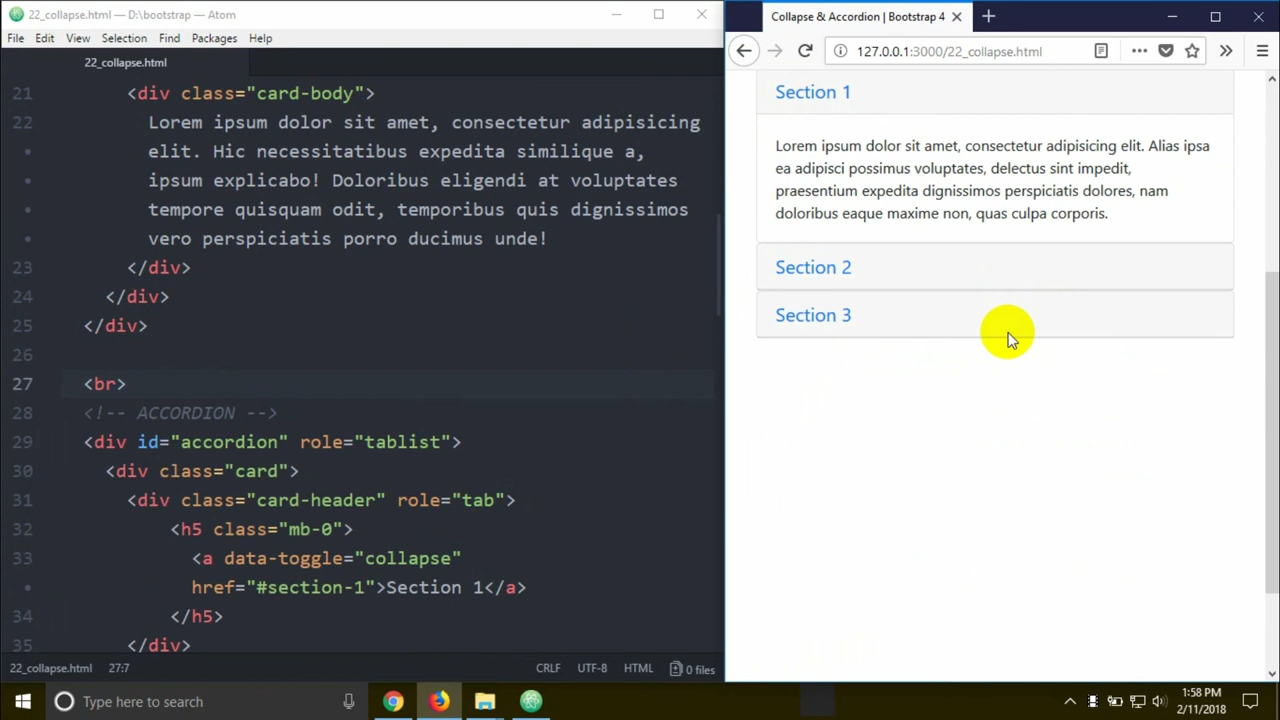 22_collapse.html — D:\bootstrap — Atom
File Edit View Selection Find Packages Help
22_collapse.html
21 <div class="card-body">
22 Lorem ipsum dolor sit amet, consectetur adipisicing
elit. Hic necessitatibus expedita similique a,
ipsum explicabo! Doloribus eligendi at voluptates
tempore quisquam odit, temporibus quis dignissimos
vero perspiciatis porro ducimus unde!
23 </div>
24 </div>
25 </div>
26
27 <br>
28 <!-- ACCORDION -->
29 <div id="accordion" role="tablist">
30 <div class="card">
31 <div class="card-header" role="tab">
32 <h5 class="mb-0">
33 <a data-toggle="collapse"
href="#section-1">Section 1</a>
34 </h5>
35 </div>
22_collapse.html 27:7 CRLF UTF-8 HTML 0 files
Collapse & Accordion | Bootstrap 4
127.0.0.1:3000/22_collapse.html
Section 1
Lorem ipsum dolor sit amet, consectetur adipisicing elit. Alias ipsa
ea adipisci possimus voluptates, delectus sint impedit,
praesentium expedita dignissimos perspiciatis dolores, nam
doloribus eaque maxime non, quas culpa corporis.
Section 2
Section 3
Type here to search
1:58 PM
2/11/2018